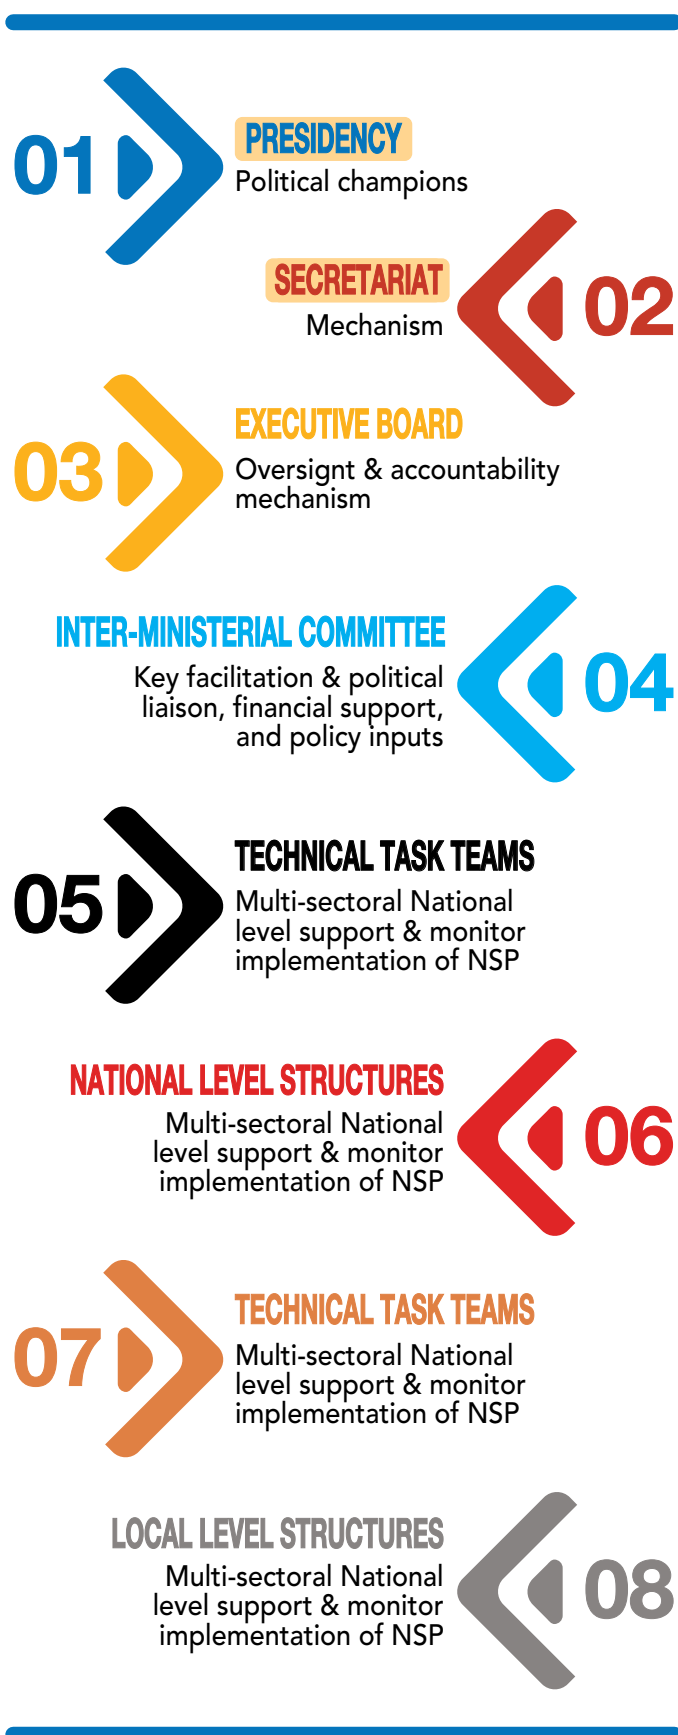 01
PRESIDENCY
Political champions
SECRETARIAT
Mechanism
02
03
EXECUTIVE BOARD
Oversignt & accountability
mechanism
INTER-MINISTERIAL COMMITTEE
Key facilitation & political
liaison, financial support,
and policy inputs
04
05
TECHNICAL TASK TEAMS
Multi-sectoral National
level support & monitor
implementation of NSP
NATIONAL LEVEL STRUCTURES
Multi-sectoral National
level support & monitor
implementation of NSP
06
07
TECHNICAL TASK TEAMS
Multi-sectoral National
level support & monitor
implementation of NSP
LOCAL LEVEL STRUCTURES
Multi-sectoral National
level support & monitor
implementation of NSP
08